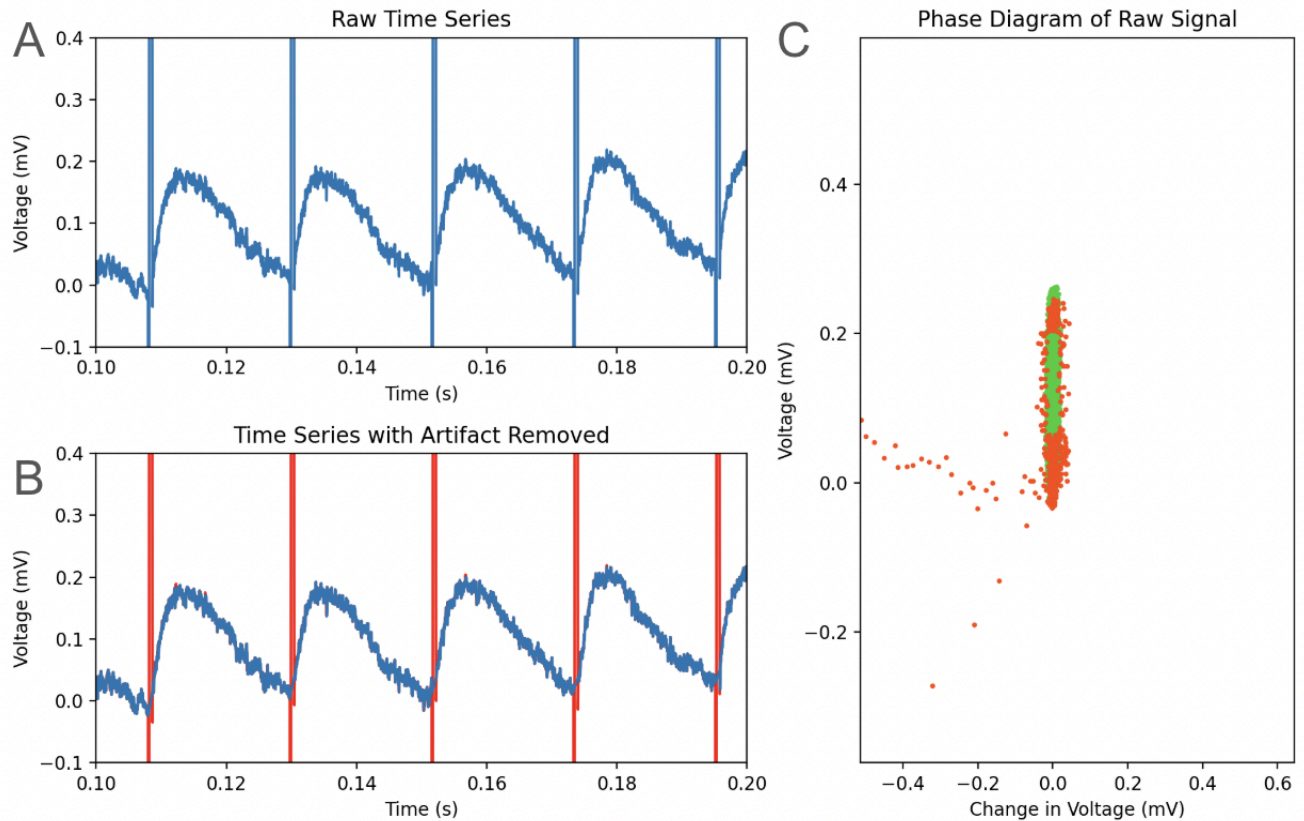 A
Raw Time Series
0.4
0.3
0.2
0.1
0.0
−0.1
Voltage (mV)
0.10
0.12
0.14
0.16
0.18
0.20
Time (s)
B
Time Series with Artifact Removed
0.4
0.3
0.2
0.1
0.0
−0.1
Voltage (mV)
0.10
0.12
0.14
0.16
0.18
0.20
Time (s)
C
Phase Diagram of Raw Signal
0.4
0.2
0.0
−0.2
Voltage (mV)
−0.4
−0.2
0.0
0.2
0.4
0.6
Change in Voltage (mV)